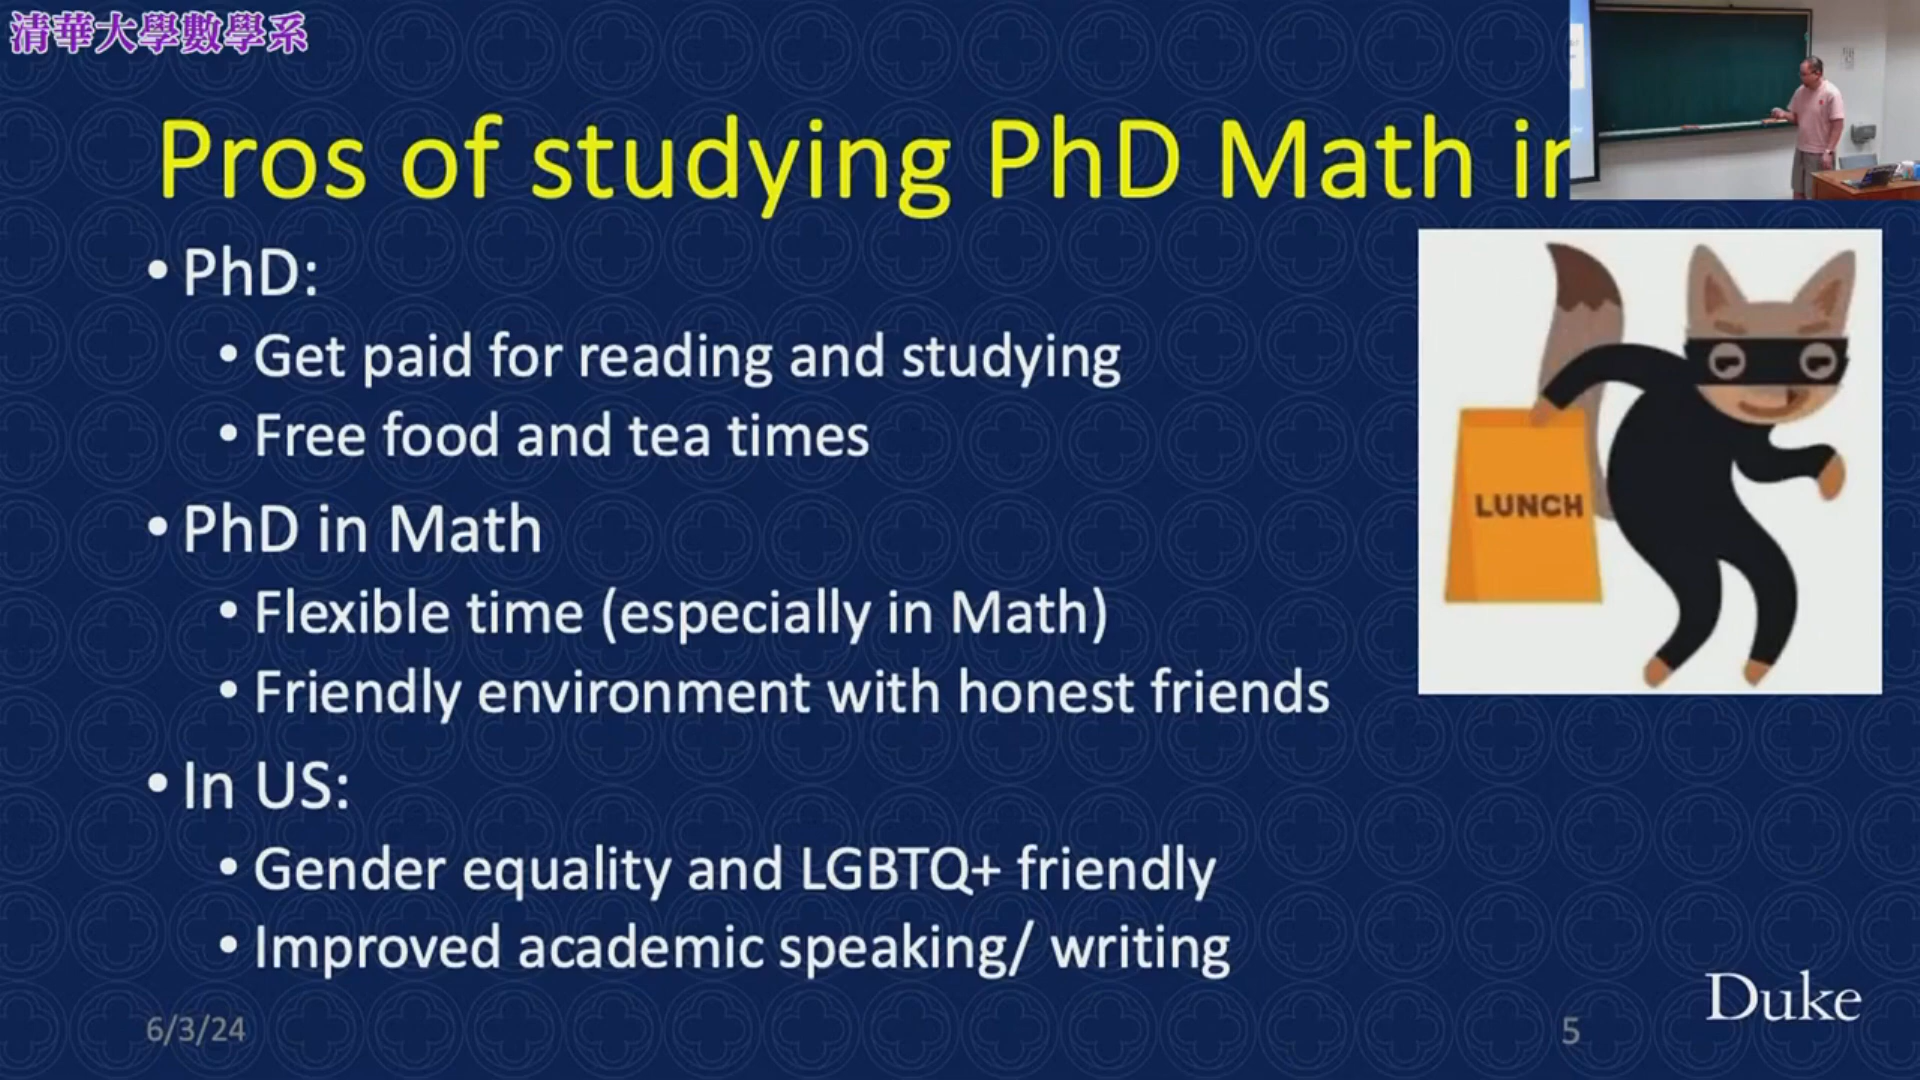 清華大學數學系
Pros of studying PhD Math in
• PhD:
• Get paid for reading and studying
• Free food and tea times
LUNCH
• PhD in Math
• Flexible time (especially in Math)
• Friendly environment with honest friends
• In US:
• Gender equality and LGBTQ+ friendly
• Improved academic speaking/ writing
6/3/24
5
Duke